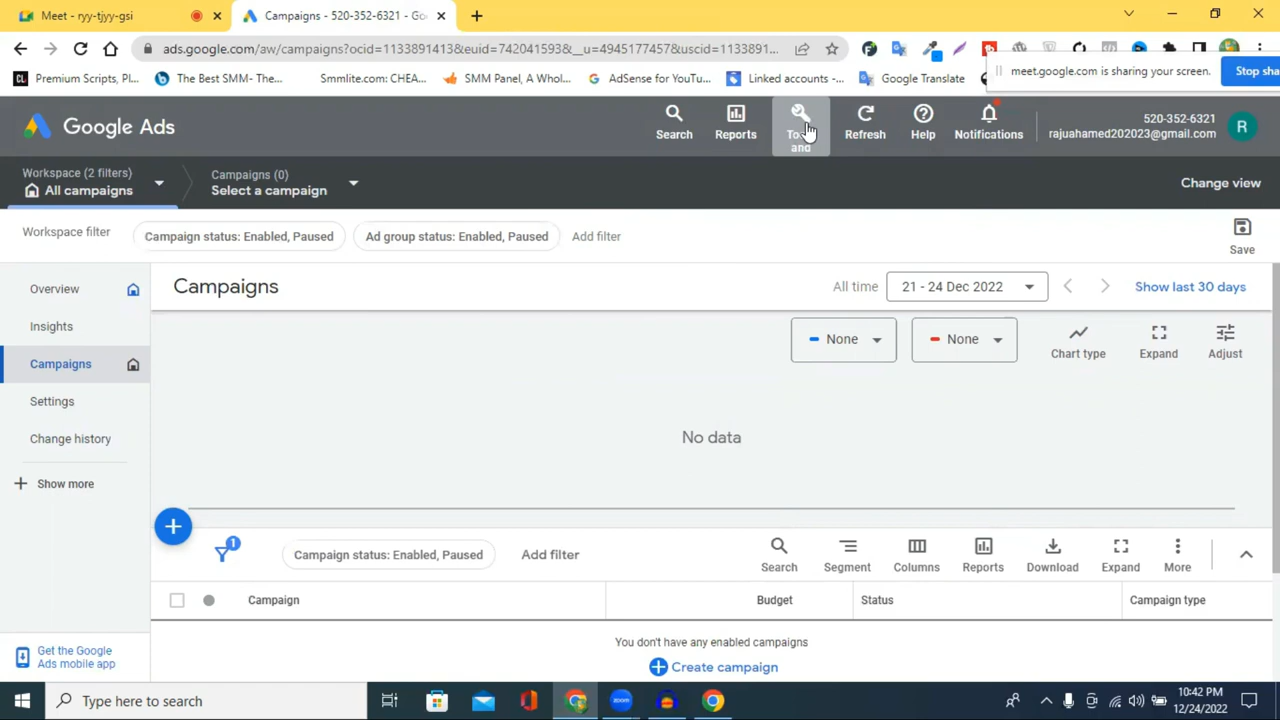 Meet - ryy-tjyy-gsi
Campaigns - 520-352-6321 - Go
ads.google.com/aw/campaigns?ocid=1133891413&euid=742041593&__u=4945177457&uscid=1133891...
Premium Scripts, Pl...
The Best SMM- The...
Smmlite.com: CHEA...
SMM Panel, A Whol...
AdSense for YouTu...
Linked accounts -...
Google Translate
meet.google.com is sharing your screen.
Stop sha
Google Ads
Search
Reports
and
Refresh
Help
Notifications
520-352-6321
rajuahamed202023@gmail.com
R
Workspace (2 filters)
All campaigns
Campaigns (0)
Select a campaign
Change view
Workspace filter
Campaign status: Enabled, Paused
Ad group status: Enabled, Paused
Add filter
Save
Overview
Insights
Campaigns
Settings
Change history
Show more
Get the Google
Ads mobile app
Campaigns
All time
21 - 24 Dec 2022
Show last 30 days
None
None
Chart type
Expand
Adjust
No data
1
Campaign status: Enabled, Paused
Add filter
Search
Segment
Columns
Reports
Download
Expand
More
Campaign
Budget
Status
Campaign type
You don't have any enabled campaigns
Create campaign
Type here to search
zoom
10:42 PM
12/24/2022